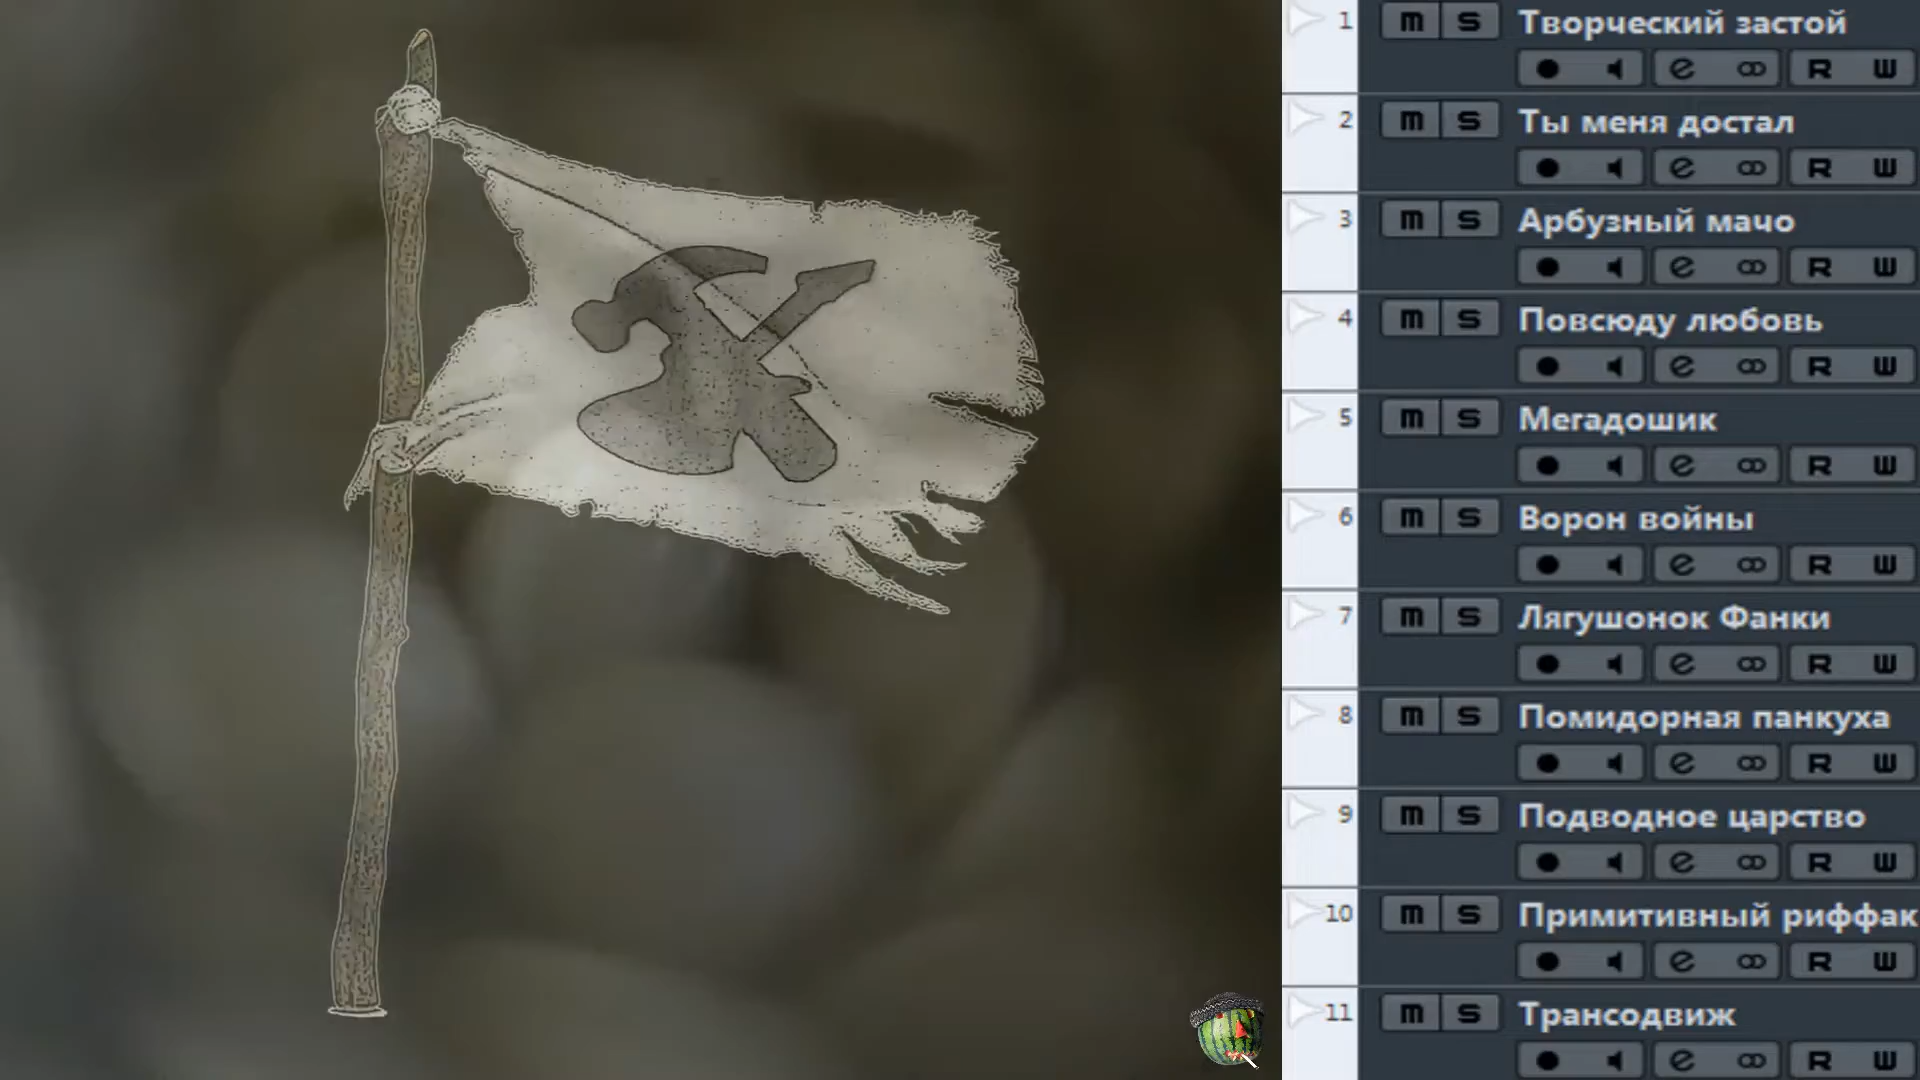 1 m S Творческий застой
e R W
2 m S Ты меня достал
e R W
3 m S Арбузный мачо
e R W
4 m S Повсюду любовь
e R W
5 m S Мегадошик
e R W
6 m S Ворон войны
e R W
7 m S Лягушонок Фанки
e R W
8 m S Помидорная панкуха
e R W
9 m S Подводное царство
e R W
10 m S Примитивный риффак
e R W
11 m S Трансодвиж
e R W